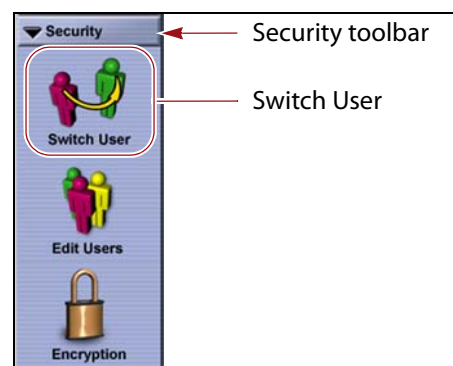 Security
Security toolbar
Switch User
Switch User
Edit Users
Encryption